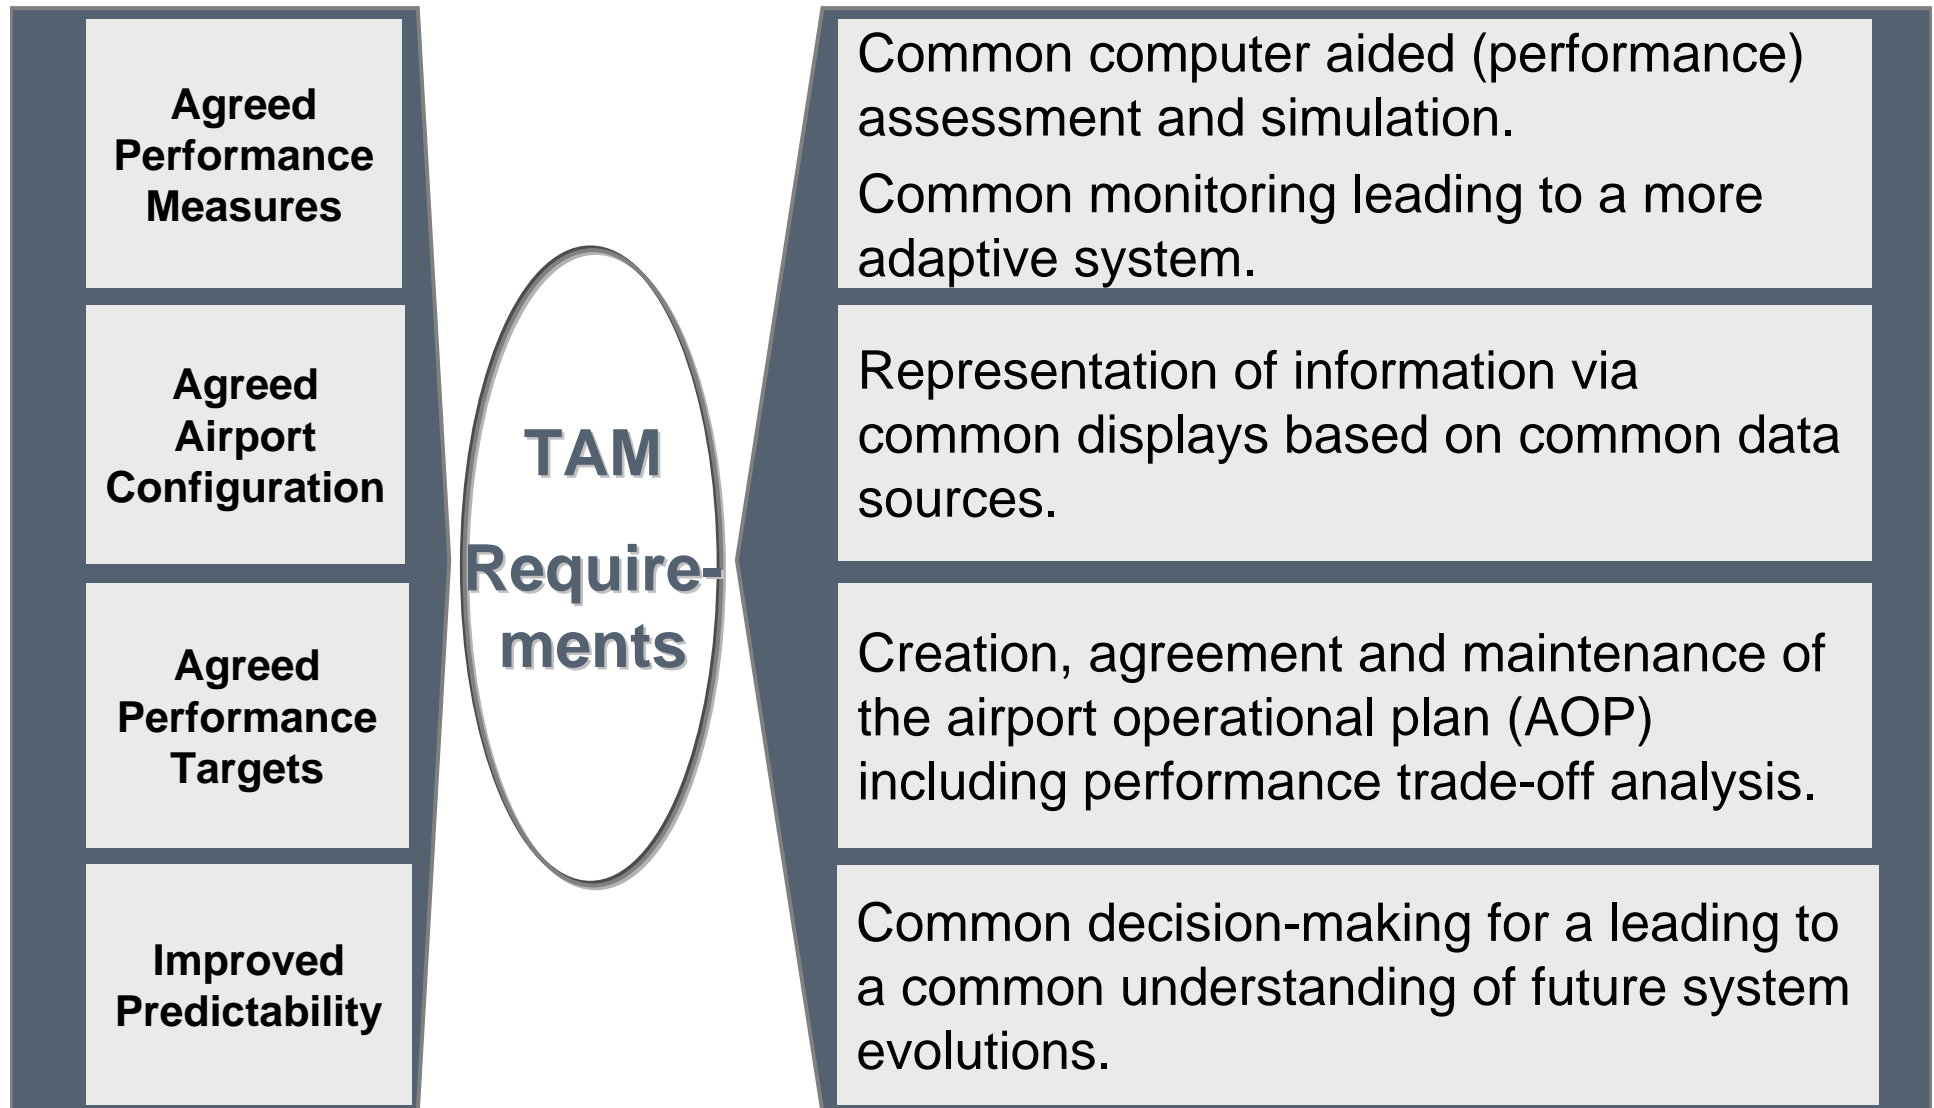 Agreed
Performance
Measures
Agreed
Airport
Configuration
Agreed
Performance
Targets
Improved
Predictability
TAM
Require-
ments
Common computer aided (performance)
assessment and simulation.
Common monitoring leading to a more
adaptive system.
Representation of information via
common displays based on common data
sources.
Creation, agreement and maintenance of
the airport operational plan (AOP)
including performance trade-off analysis.
Common decision-making for a leading to
a common understanding of future system
evolutions.